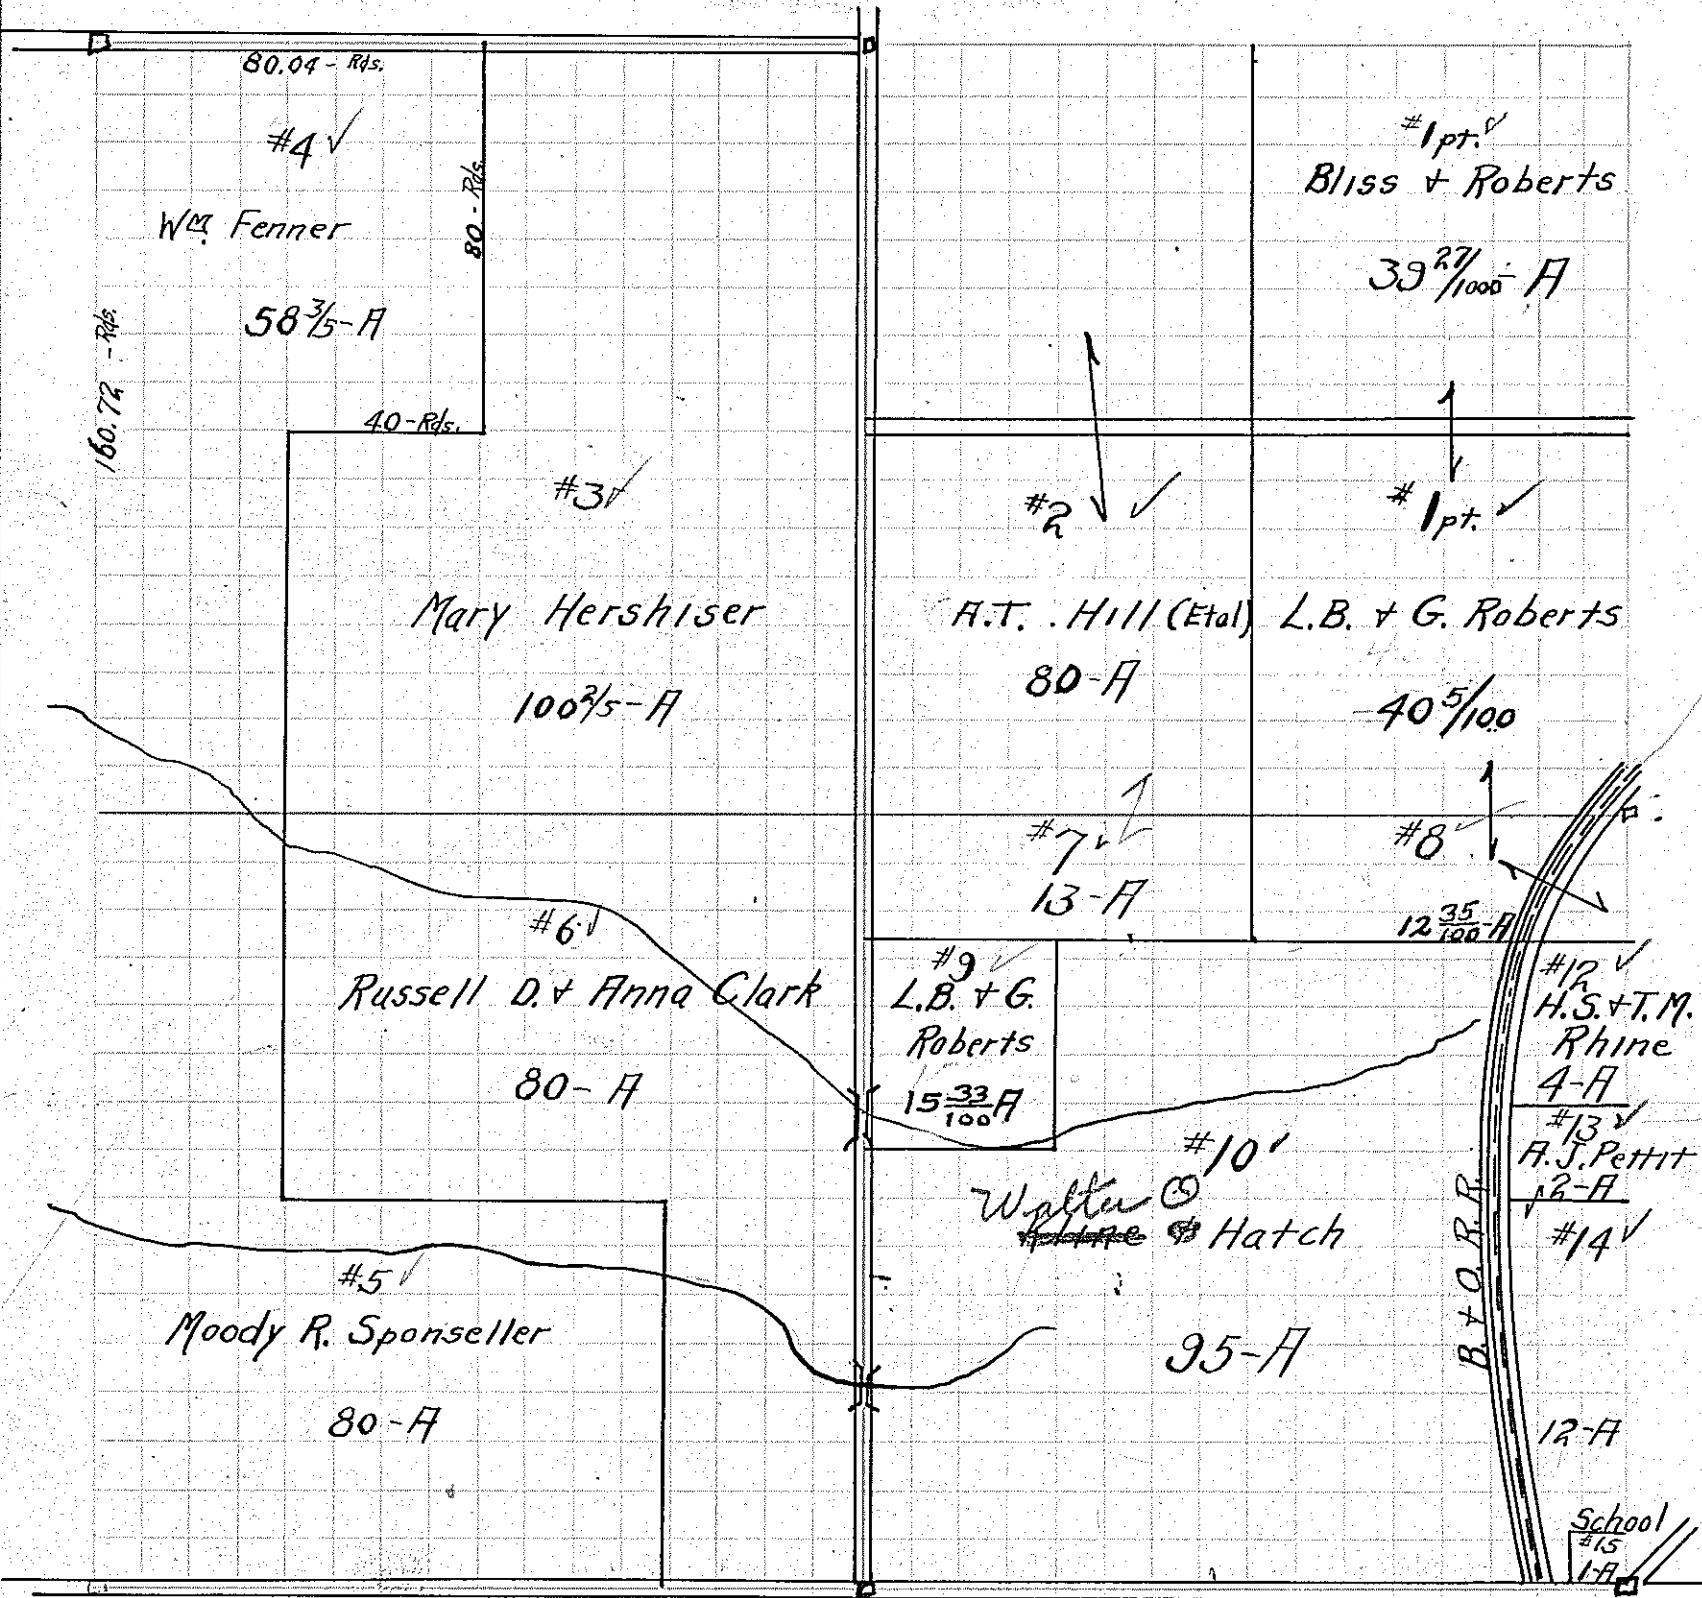 80.04 - Rds.
#4 ✓
Wm. Fenner
58 3/5 - A
80 - Rds.
160.72 - Rds.
40 - Rds.
#3 ✓
Mary Hershiser
100 2/5 - A
#6 ✓
Russell D. & Anna Clark
80 - A
#5 ✓
Moody R. Sponseller
80 - A
#1 pt. ✓
Bliss & Roberts
39 27/1000 - A
#2 ✓
A.T. Hill (Etal)
80 - A
#1 pt. ✓
L.B. & G. Roberts
40 5/100
#7 ✓
13 - A
#8 ✓
12 35/100 - A
#9 ✓
L.B. & G.
Roberts
15 33/100 A
#10 ✓
Walter
Hatch
95 - A
B. & O. R.R.
#12 ✓
H.S. & T.M.
Rhine
4 - A
#13 ✓
A.J. Pettit
2 - A
#14 ✓
12 - A
School
#15
1 - A